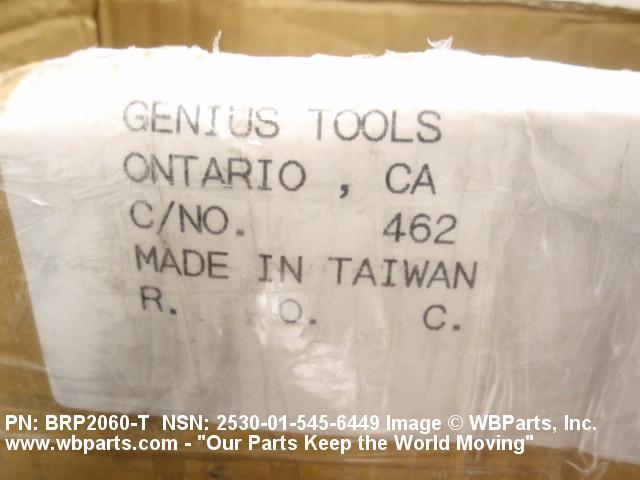 GENIUS TOOLS
ONTARIO , CA
C/NO. 462
MADE IN TAIWAN
R. O. C.
PN: BRP2060-T NSN: 2530-01-545-6449 Image © WBParts, Inc.
www.wbparts.com - "Our Parts Keep the World Moving"